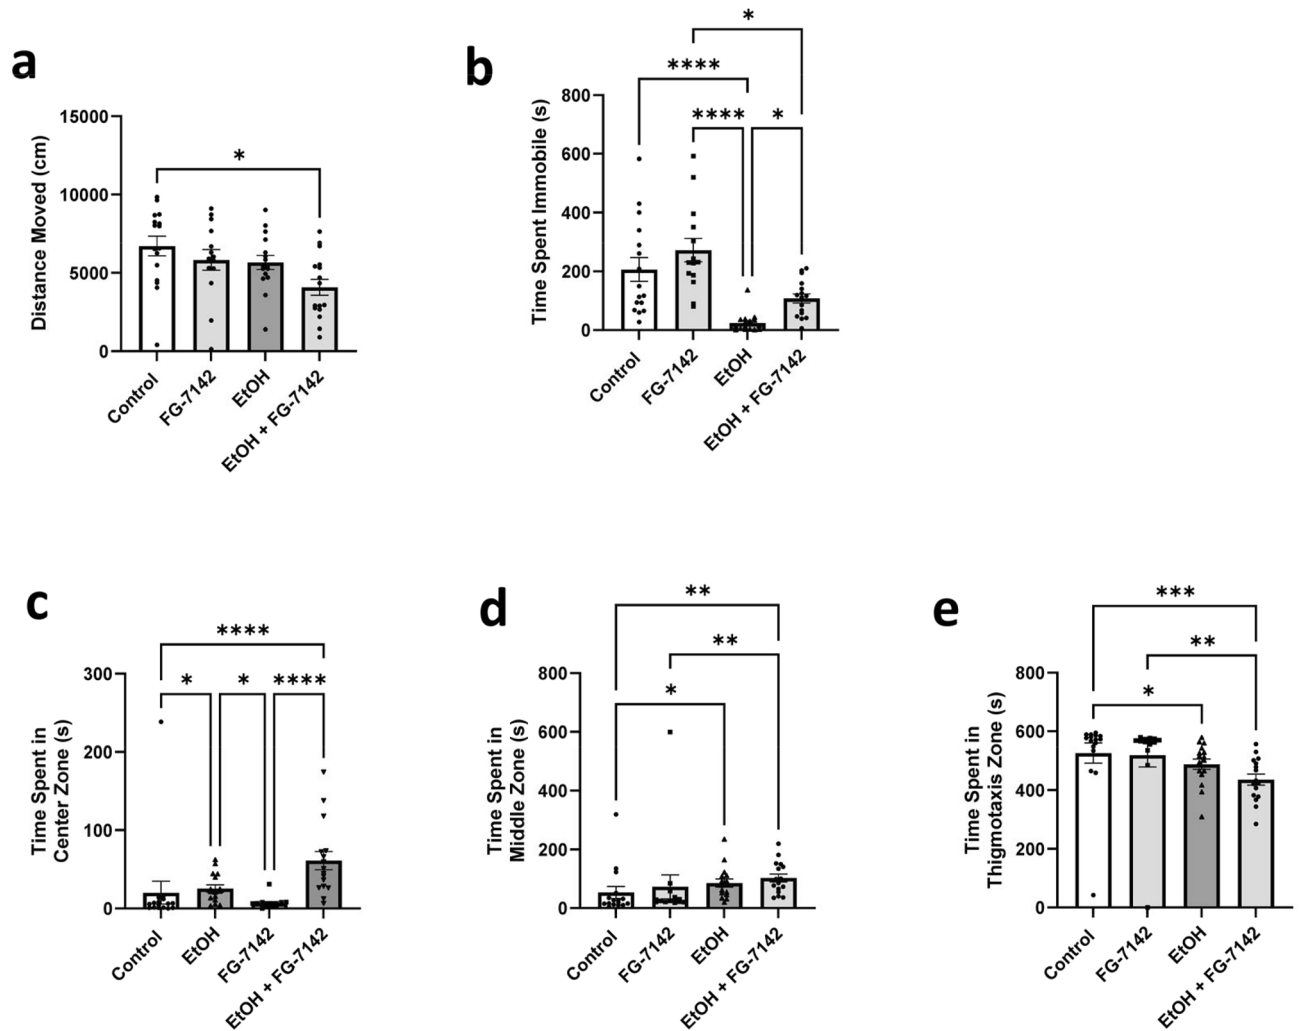 a
*
15000
10000
5000
0
Distance Moved (cm)
Control
FG-7142
EtOH
EtOH + FG-7142
b
*
****
**** *
800
600
400
200
0
Time Spent Immobile (s)
Control
FG-7142
EtOH
EtOH + FG-7142
c
****
* * ****
300
200
100
0
Time Spent in
Center Zone (s)
Control
EtOH
FG-7142
EtOH + FG-7142
d
**
**
*
800
600
400
200
0
Time Spent in
Middle Zone (s)
Control
FG-7142
EtOH
EtOH + FG-7142
e
***
**
*
800
600
400
200
0
Time Spent in
Thigmotaxis Zone (s)
Control
FG-7142
EtOH
EtOH + FG-7142